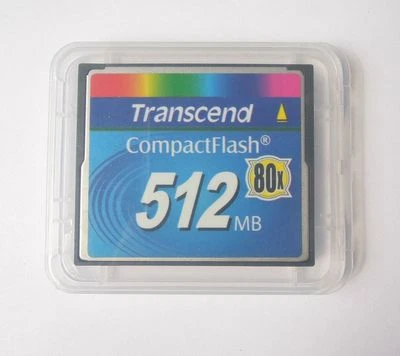 Transcend
CompactFlash®
80x
512 MB